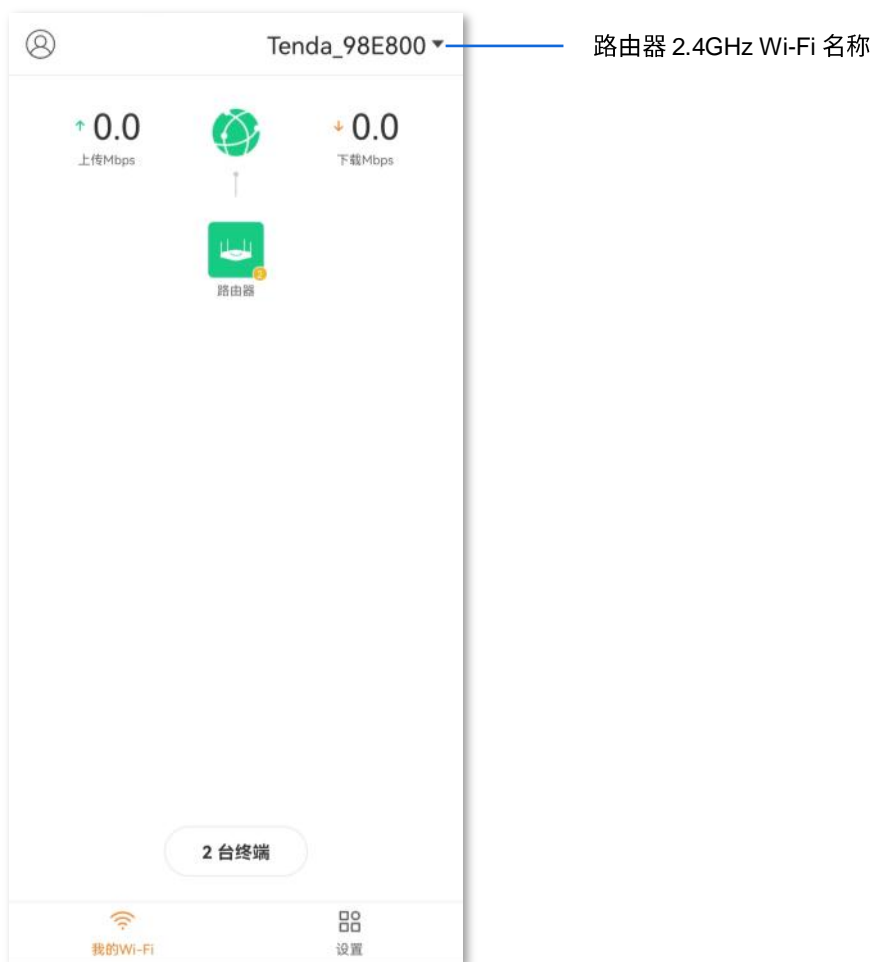 Tenda_98E800
路由器 2.4GHz Wi-Fi 名称
↑ 0.0
上传Mbps
↓ 0.0
下载Mbps
2
路由器
2 台终端
我的Wi-Fi
设置